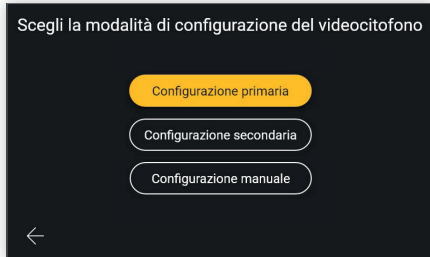 Scegli la modalità di configurazione del videocitofono
Configurazione primaria
Configurazione secondaria
Configurazione manuale